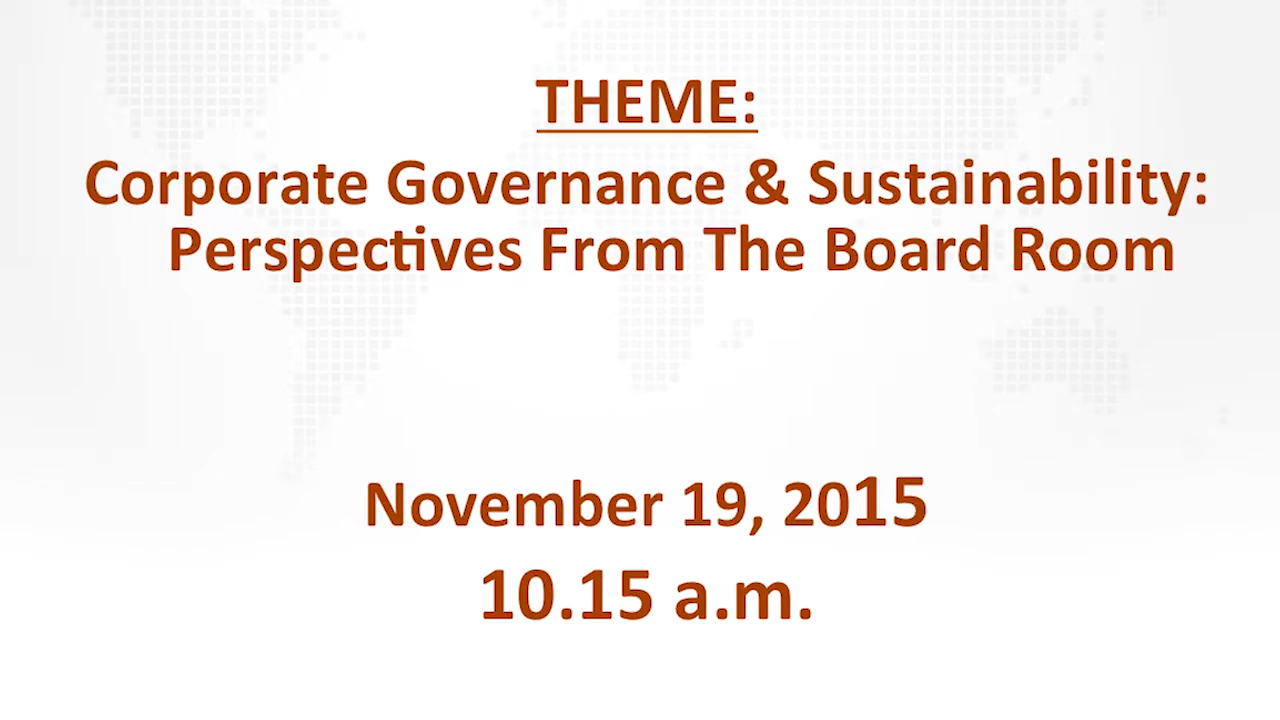 THEME:
Corporate Governance & Sustainability:
Perspectives From The Board Room
November 19, 2015
10.15 a.m.